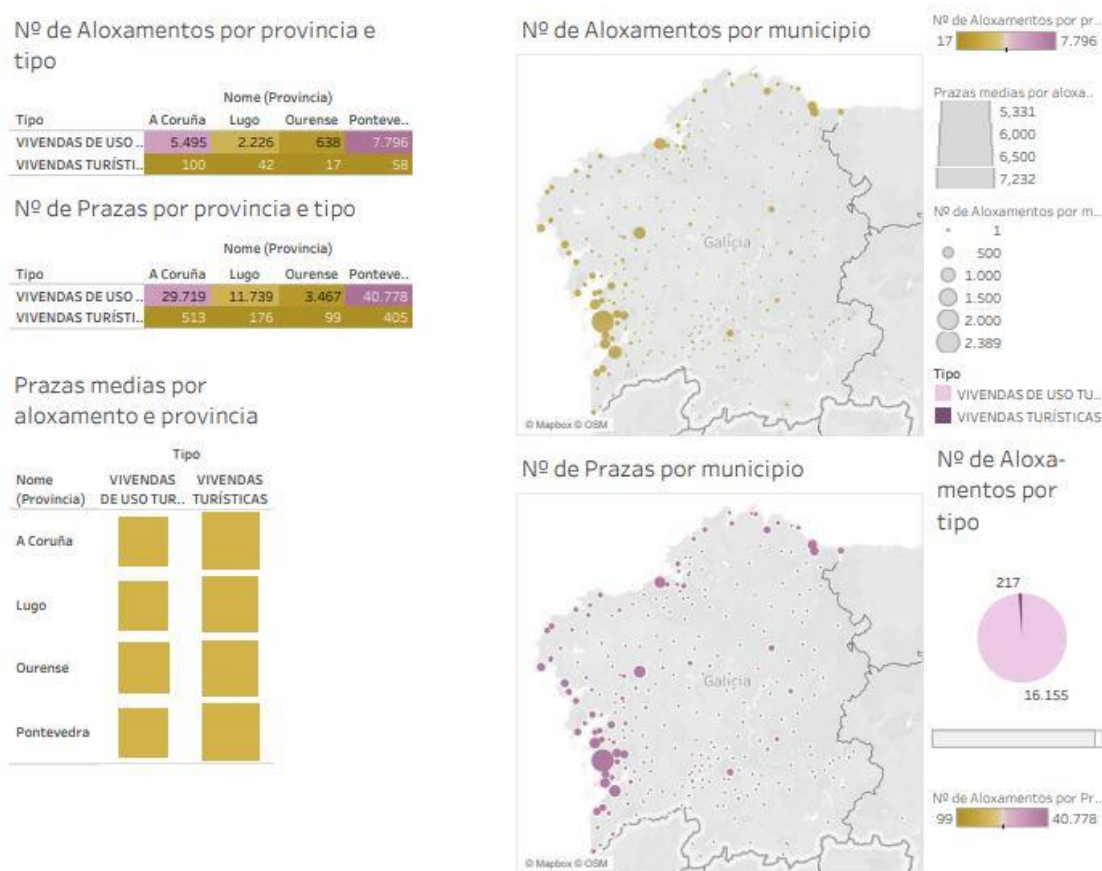 Nº de Aloxamentos por provincia e
tipo
Nome (Provincia)
Tipo A Coruña Lugo Ourense Ponteve..
VIVENDAS DE USO .. 5.495 2.226 638 7.796
VIVENDAS TURÍSTI.. 100 42 17 58
Nº de Prazas por provincia e tipo
Nome (Provincia)
Tipo A Coruña Lugo Ourense Ponteve..
VIVENDAS DE USO .. 29.719 11.739 3.467 40.778
VIVENDAS TURÍSTI.. 513 176 99 405
Prazas medias por
aloxamento e provincia
Tipo
Nome
(Provincia)
VIVENDAS
DE USO TUR..
VIVENDAS
TURÍSTICAS
A Coruña
Lugo
Ourense
Pontevedra
Nº de Aloxamentos por municipio
Galicia
© Mapbox © OSM
Nº de Prazas por municipio
Galicia
© Mapbox © OSM
Nº de Aloxamentos por pr..
17 7.796
Prazas medias por aloxa..
5,331
6,000
6,500
7,232
Nº de Aloxamentos por m..
1
500
1.000
1.500
2.000
2.389
Tipo
VIVENDAS DE USO TU..
VIVENDAS TURÍSTICAS
Nº de Aloxa-
mentos por
tipo
217
16.155
Nº de Aloxamentos por Pr..
99 40.778